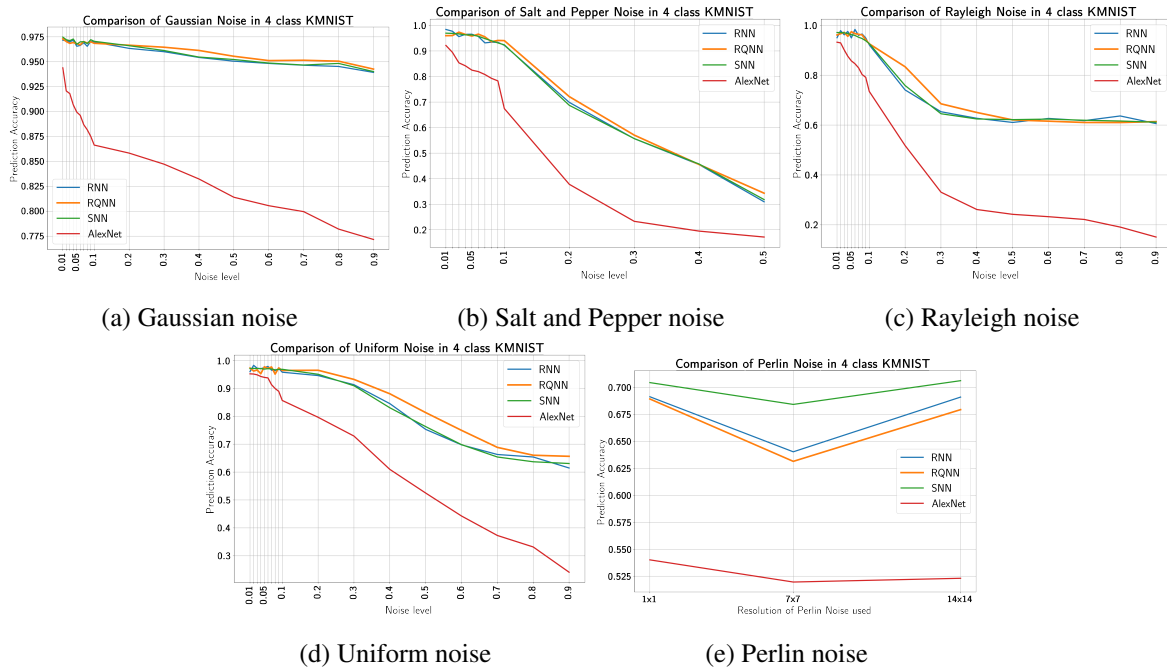 Comparison of Gaussian Noise in 4 class KMNIST
Prediction Accuracy
0.975
0.950
0.925
0.900
0.875
0.850
0.825
0.800
0.775
RNN
RQNN
SNN
AlexNet
0.01 0.05 0.1 0.2 0.3 0.4 0.5 0.6 0.7 0.8 0.9
Noise level
(a) Gaussian noise
Comparison of Salt and Pepper Noise in 4 class KMNIST
Prediction Accuracy
1.0
0.9
0.8
0.7
0.6
0.5
0.4
0.3
0.2
RNN
RQNN
SNN
AlexNet
0.01 0.05 0.1 0.2 0.3 0.4 0.5
Noise level
(b) Salt and Pepper noise
Comparison of Rayleigh Noise in 4 class KMNIST
Prediction Accuracy
1.0
0.8
0.6
0.4
0.2
RNN
RQNN
SNN
AlexNet
0.01 0.05 0.1 0.2 0.3 0.4 0.5 0.6 0.7 0.8 0.9
Noise level
(c) Rayleigh noise
Comparison of Uniform Noise in 4 class KMNIST
Prediction Accuracy
1.0
0.9
0.8
0.7
0.6
0.5
0.4
0.3
RNN
RQNN
SNN
AlexNet
0.01 0.05 0.1 0.2 0.3 0.4 0.5 0.6 0.7 0.8 0.9
Noise level
(d) Uniform noise
Comparison of Perlin Noise in 4 class KMNIST
Prediction Accuracy
0.700
0.675
0.650
0.625
0.600
0.575
0.550
0.525
RNN
RQNN
SNN
AlexNet
1x1 7x7 14x14
Resolution of Perlin Noise used
(e) Perlin noise